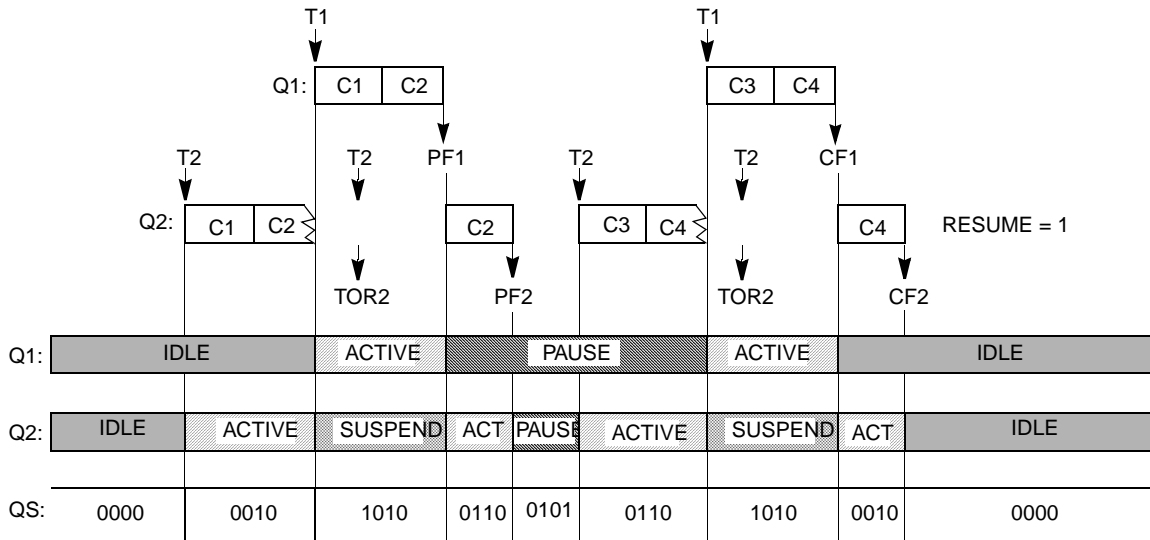 T1 T1
Q1: C1 C2 C3 C4
T2 T2 PF1 T2 T2 CF1
Q2: C1 C2 C2 C3 C4 C4 RESUME = 1
TOR2 PF2 TOR2 CF2
Q1: IDLE ACTIVE PAUSE ACTIVE IDLE
Q2: IDLE ACTIVE SUSPEND ACT PAUSE ACTIVE SUSPEND ACT IDLE
QS: 0000 0010 1010 0110 0101 0110 1010 0010 0000